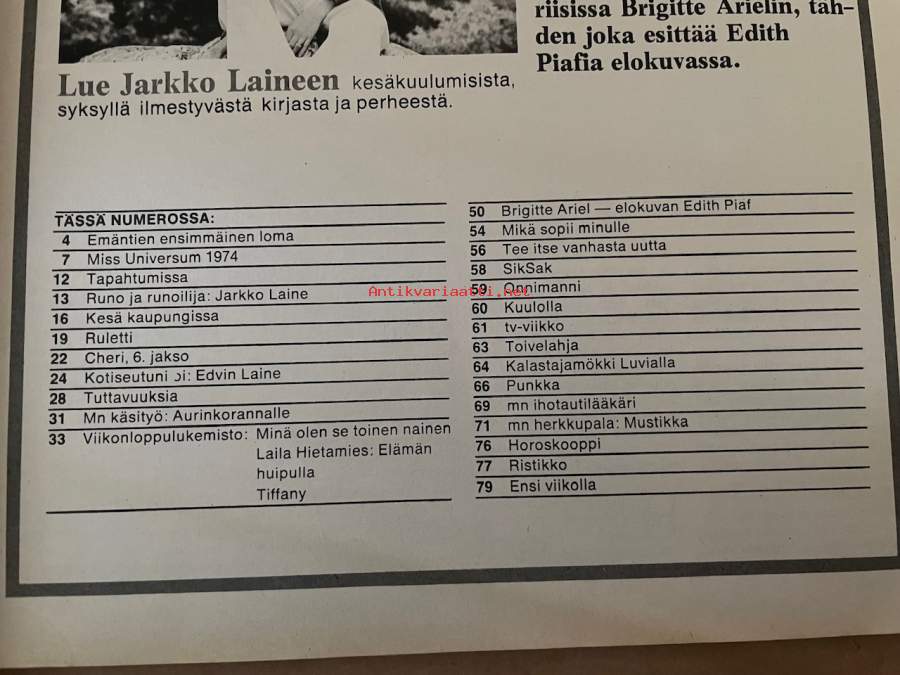 riisissa Brigitte Arielin, täh-
den joka esittää Edith
Piafia elokuvassa.
Lue Jarkko Laineen kesäkuulumisista,
syksyllä ilmestyvästä kirjasta ja perheestä.
TÄSSÄ NUMEROSSA:
4 Emäntien ensimmäinen loma
7 Miss Universum 1974
12 Tapahtumissa
13 Runo ja runoilija: Jarkko Laine
16 Kesä kaupungissa
19 Ruletti
22 Cheri, 6. jakso
24 Kotiseutuni Edvin Laine
28 Tuttavuuksia
31 Mn käsityö: Aurinkorannalle
33 Viikonloppulukemisto: Minä olen se toinen nainen
Laila Hietamies: Elämän
huipulla
Tiffany
50 Brigitte Ariel — elokuvan Edith Piaf
54 Mikä sopii minulle
56 Tee itse vanhasta uutta
58 SikSak
59 Onnimanni
60 Kuulolla
61 tv-viikko
63 Toivelahja
64 Kalastajamökki Luvialla
66 Punkka
69 mn ihotautilääkäri
71 mn herkkupala: Mustikka
76 Horoskooppi
77 Ristikko
79 Ensi viikolla
Antikvariaatti.net